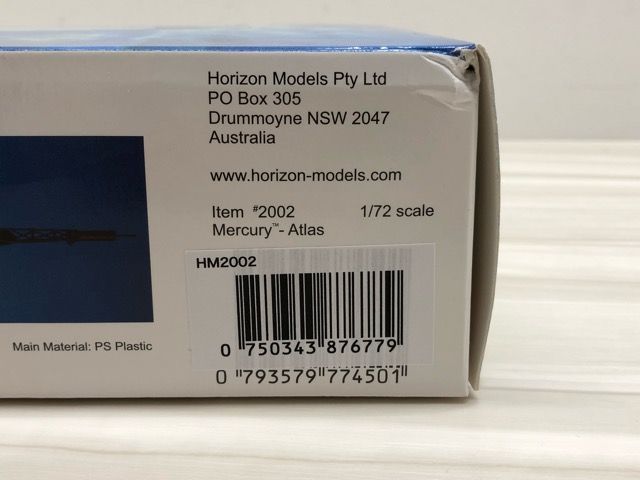 Horizon Models Pty Ltd
PO Box 305
Drummoyne NSW 2047
Australia
www.horizon-models.com
Item #2002 1/72 scale
Mercury™- Atlas
HM2002
0 750343 876779
0 793579 774501
Main Material: PS Plastic